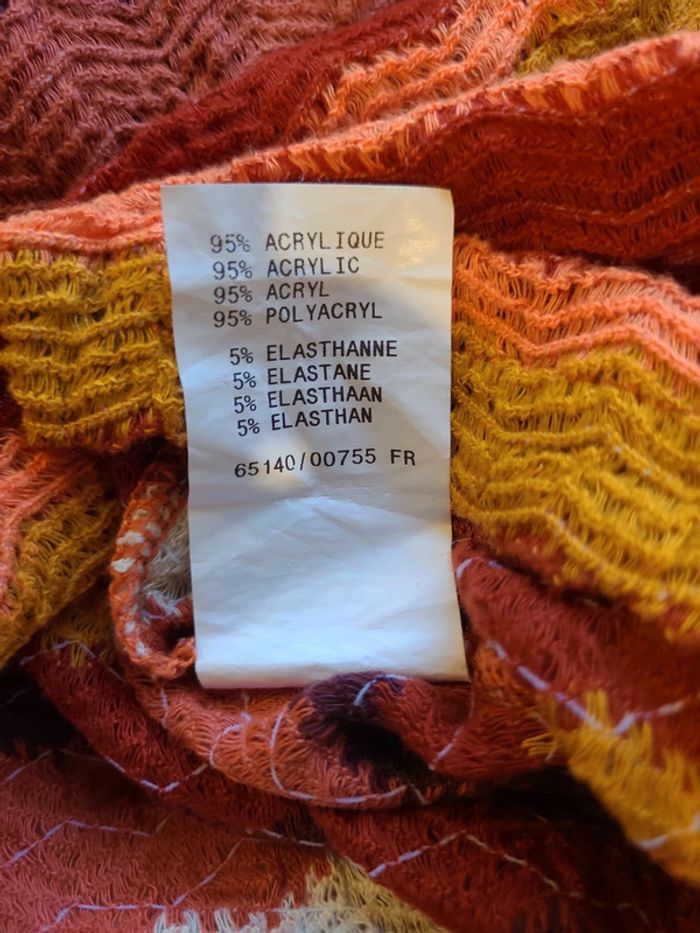 95% ACRYLIQUE
95% ACRYLIC
95% ACRYL
95% POLYACRYL
5% ELASTHANNE
5% ELASTANE
5% ELASTHAAN
5% ELASTHAN
65140/00755 FR